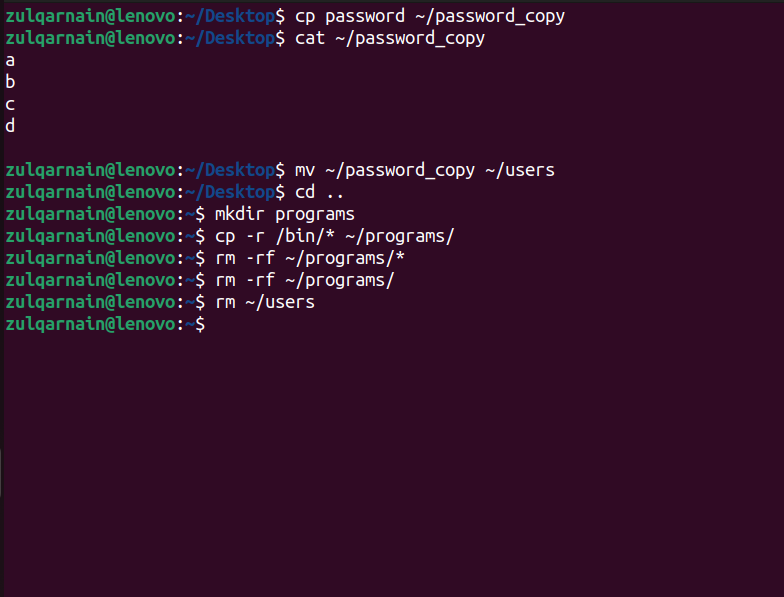 zulqarnain@lenovo:~/Desktop$ cp password ~/password_copy
zulqarnain@lenovo:~/Desktop$ cat ~/password_copy
a
b
c
d
zulqarnain@lenovo:~/Desktop$ mv ~/password_copy ~/users
zulqarnain@lenovo:~/Desktop$ cd ..
zulqarnain@lenovo:~$ mkdir programs
zulqarnain@lenovo:~$ cp -r /bin/* ~/programs/
zulqarnain@lenovo:~$ rm -rf ~/programs/*
zulqarnain@lenovo:~$ rm -rf ~/programs/
zulqarnain@lenovo:~$ rm ~/users
zulqarnain@lenovo:~$